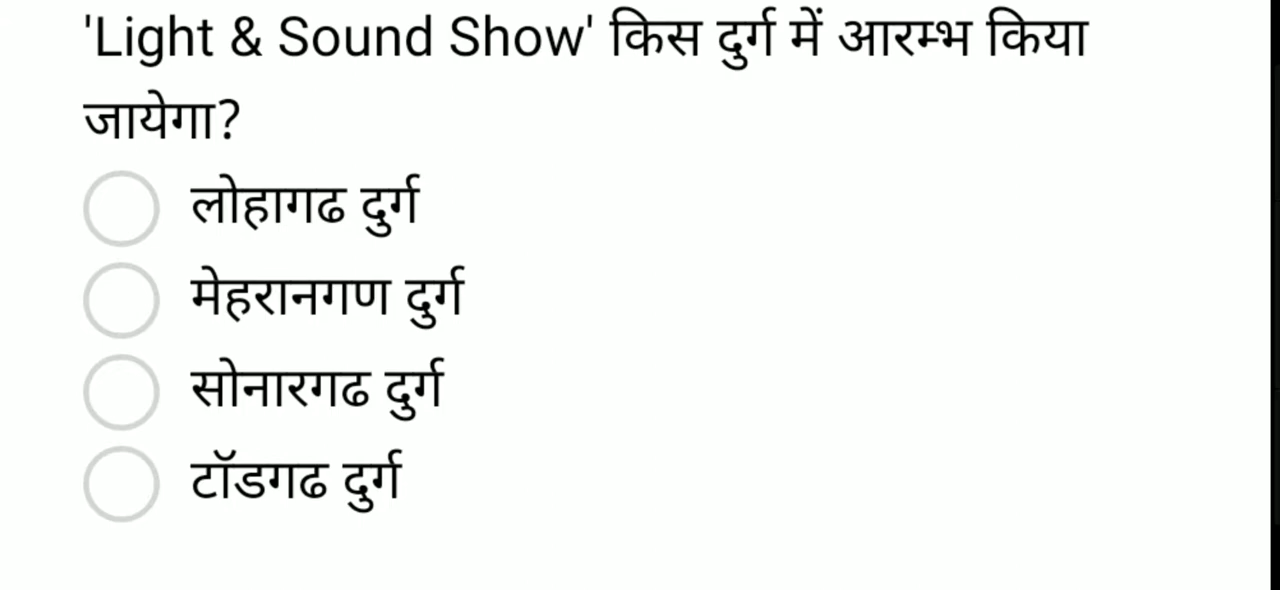 'Light & Sound Show' किस दुर्ग में आरम्भ किया
जायेगा?
लोहागढ दुर्ग
मेहरानगण दुर्ग
सोनारगढ दुर्ग
टॉडगढ दुर्ग